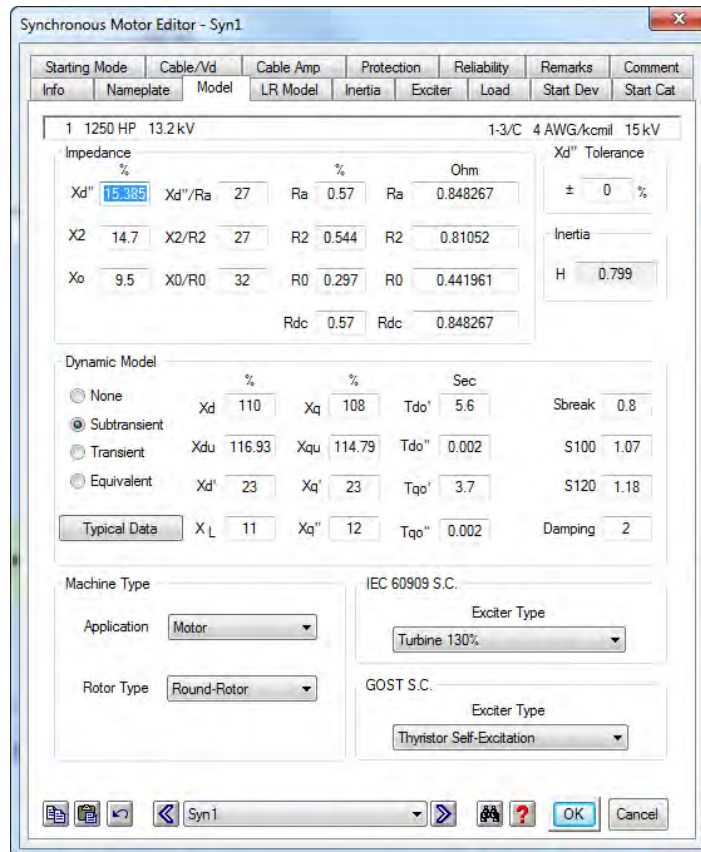 Synchronous Motor Editor - Syn1
Starting Mode Cable/Vd Cable Amp Protection Reliability Remarks Comment
Info Nameplate Model LR Model Inertia Exciter Load Start Dev Start Cat
1 1250 HP 13.2 kV 1-3/C 4 AWG/kcmil 15 kV
Impedance Xd" Tolerance
% % Ohm
Xd" 15.385 Xd"/Ra 27 Ra 0.57 Ra 0.848267 ± 0 %
X2 14.7 X2/R2 27 R2 0.544 R2 0.81052 Inertia
Xo 9.5 X0/R0 32 R0 0.297 R0 0.441961 H 0.799
Rdc 0.57 Rdc 0.848267
Dynamic Model
% % Sec
None
Xd 110 Xq 108 Tdo' 5.6 Sbreak 0.8
Subtransient
Xdu 116.93 Xqu 114.79 Tdo" 0.002 S100 1.07
Transient
Equivalent
Xd' 23 Xq' 23 Tqo' 3.7 S120 1.18
Typical Data XL 11 Xq" 12 Tqo" 0.002 Damping 2
Machine Type IEC 60909 S.C.
Exciter Type
Application Motor
Turbine 130%
Rotor Type Round-Rotor GOST S.C.
Exciter Type
Thyristor Self-Excitation
Syn1 ? OK Cancel